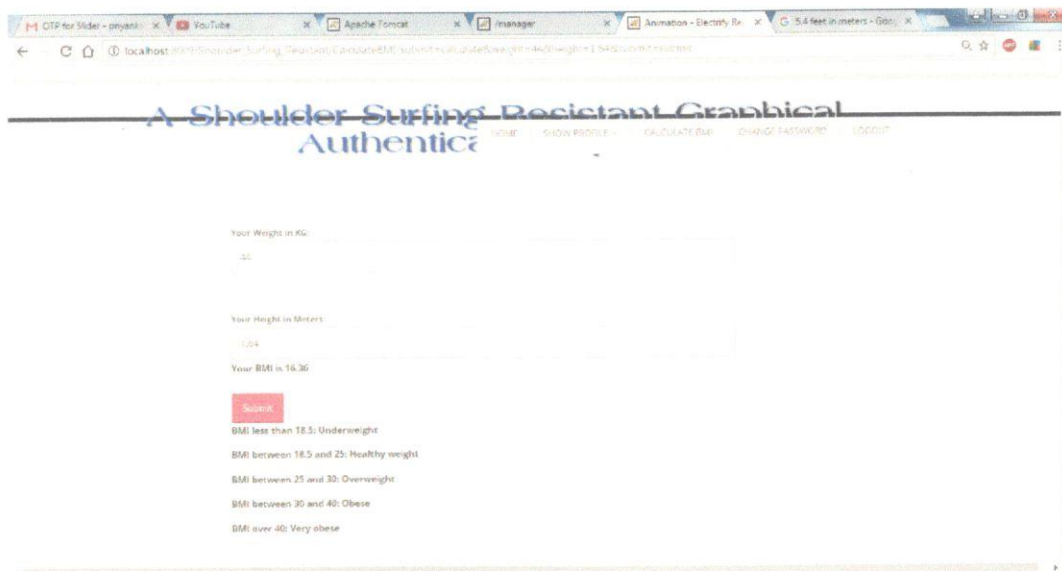 OTP for Slider - priyank
YouTube
Apache Tomcat
/manager
Animation - Electrify Re
5.4 feet in meters - Goo
localhost
A Shoulder Surfing Resistant Graphical
Authentica
HOME
SHOW PROFILE
CALCULATE BMI
CHANGE PASSWORD
LOGOUT
Your Weight in KG:
Your Height in Meters:
Your BMI is 16.36
Submit
BMI less than 18.5: Underweight
BMI between 18.5 and 25: Healthy weight
BMI between 25 and 30: Overweight
BMI between 30 and 40: Obese
BMI over 40: Very obese